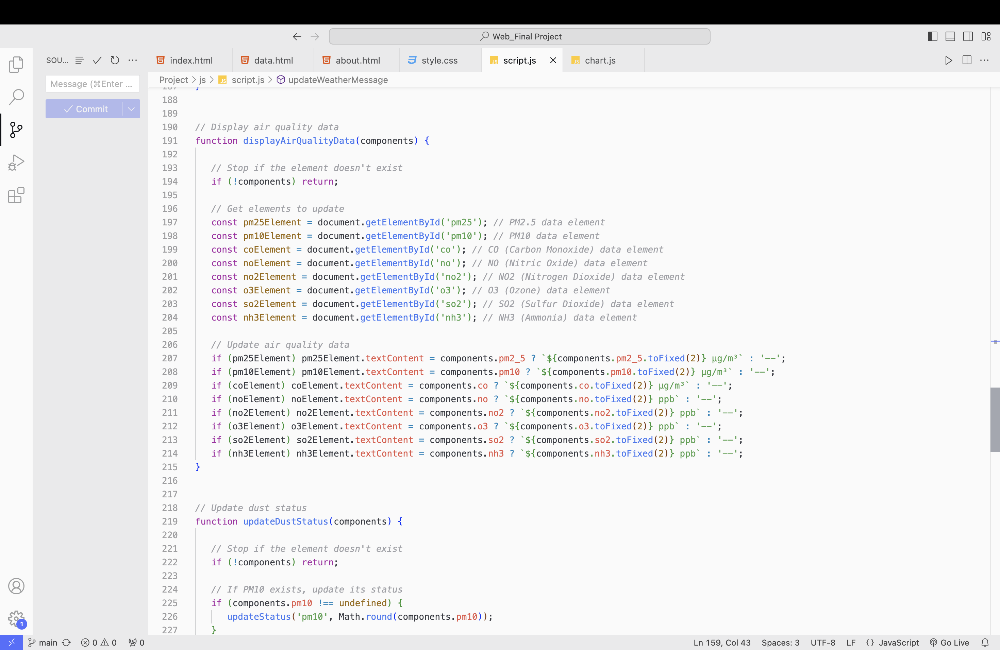 Web_Final Project
SOU...
index.html
data.html
about.html
style.css
JS script.js
JS chart.js
Message (⌘Enter ...
Commit
Project > js > JS script.js > updateWeatherMessage
187 }
188
189
190 // Display air quality data
191 function displayAirQualityData(components) {
192
193 // Stop if the element doesn't exist
194 if (!components) return;
195
196 // Get elements to update
197 const pm25Element = document.getElementById('pm25'); // PM2.5 data element
198 const pm10Element = document.getElementById('pm10'); // PM10 data element
199 const coElement = document.getElementById('co'); // CO (Carbon Monoxide) data element
200 const noElement = document.getElementById('no'); // NO (Nitric Oxide) data element
201 const no2Element = document.getElementById('no2'); // NO2 (Nitrogen Dioxide) data element
202 const o3Element = document.getElementById('o3'); // O3 (Ozone) data element
203 const so2Element = document.getElementById('so2'); // SO2 (Sulfur Dioxide) data element
204 const nh3Element = document.getElementById('nh3'); // NH3 (Ammonia) data element
205
206 // Update air quality data
207 if (pm25Element) pm25Element.textContent = components.pm2_5 ? `${components.pm2_5.toFixed(2)} µg/m³` : '--';
208 if (pm10Element) pm10Element.textContent = components.pm10 ? `${components.pm10.toFixed(2)} µg/m³` : '--';
209 if (coElement) coElement.textContent = components.co ? `${components.co.toFixed(2)} µg/m³` : '--';
210 if (noElement) noElement.textContent = components.no ? `${components.no.toFixed(2)} ppb` : '--';
211 if (no2Element) no2Element.textContent = components.no2 ? `${components.no2.toFixed(2)} ppb` : '--';
212 if (o3Element) o3Element.textContent = components.o3 ? `${components.o3.toFixed(2)} ppb` : '--';
213 if (so2Element) so2Element.textContent = components.so2 ? `${components.so2.toFixed(2)} ppb` : '--';
214 if (nh3Element) nh3Element.textContent = components.nh3 ? `${components.nh3.toFixed(2)} ppb` : '--';
215 }
216
217
218 // Update dust status
219 function updateDustStatus(components) {
220
221 // Stop if the element doesn't exist
222 if (!components) return;
223
224 // If PM10 exists, update its status
225 if (components.pm10 !== undefined) {
226 updateStatus('pm10', Math.round(components.pm10));
227 }
1
main 0 0 0 Ln 159, Col 43 Spaces: 3 UTF-8 LF {} JavaScript Go Live